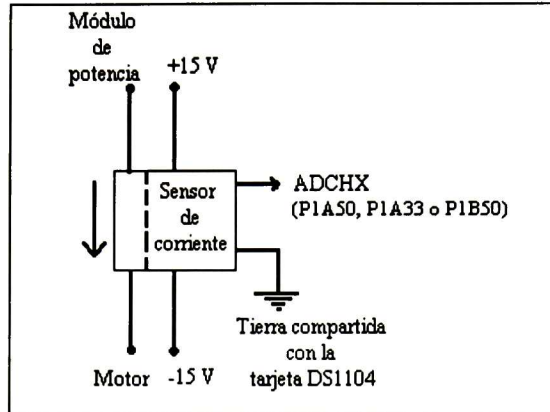 Módulo
de
potencia
+15 V
Sensor
de
corriente
ADCHX
(P1A50, P1A33 o P1B50)
Tierra compartida
con la
tarjeta DS1104
Motor
-15 V